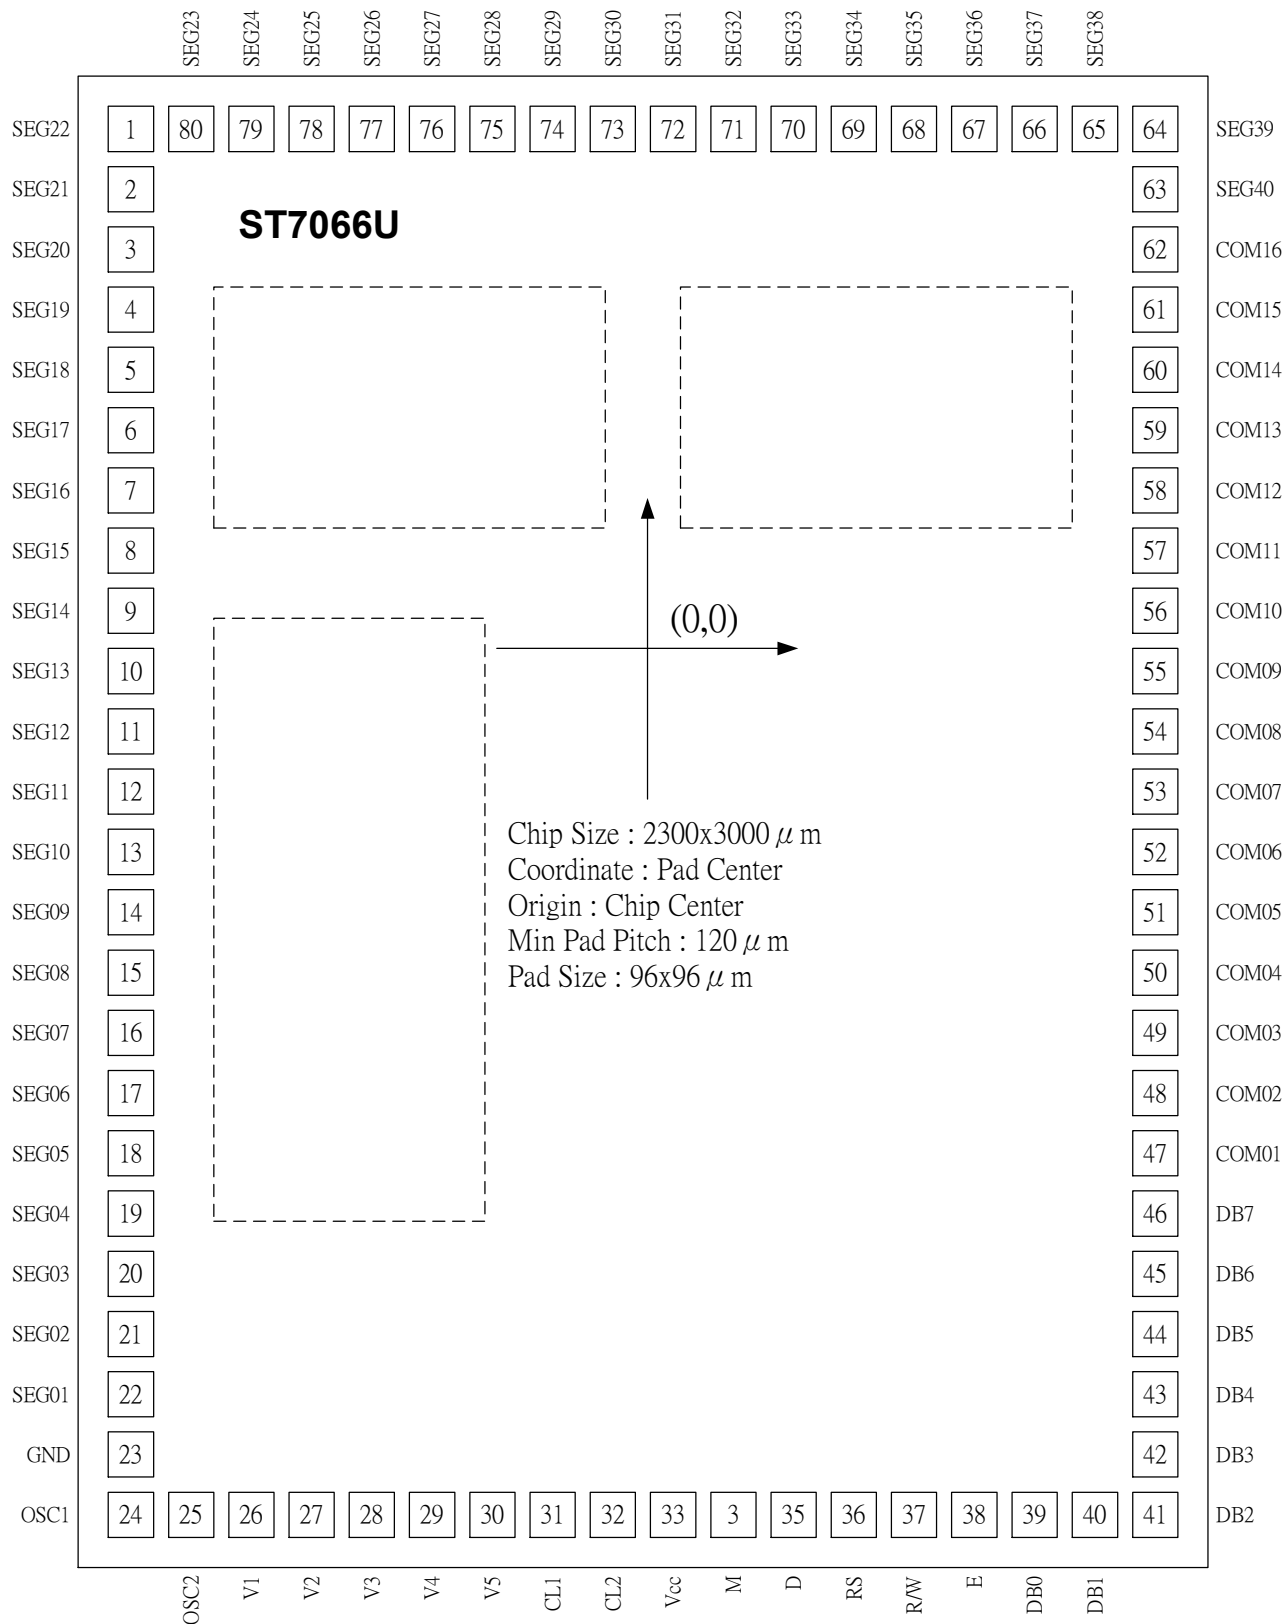 SEG23 SEG24 SEG25 SEG26 SEG27 SEG28 SEG29 SEG30 SEG31 SEG32 SEG33 SEG34 SEG35 SEG36 SEG37 SEG38
SEG22 1 80 79 78 77 76 75 74 73 72 71 70 69 68 67 66 65 64 SEG39
SEG21 2 63 SEG40
ST7066U
SEG20 3 62 COM16
SEG19 4 61 COM15
SEG18 5 60 COM14
SEG17 6 59 COM13
SEG16 7 58 COM12
SEG15 8 57 COM11
SEG14 9 (0,0) 56 COM10
SEG13 10 55 COM09
SEG12 11 54 COM08
SEG11 12 53 COM07
Chip Size : 2300x3000 μ m
SEG10 13 52 COM06
Coordinate : Pad Center
Origin : Chip Center
SEG09 14 51 COM05
Min Pad Pitch : 120 μ m
SEG08 15 50 COM04
Pad Size : 96x96 μ m
SEG07 16 49 COM03
SEG06 17 48 COM02
SEG05 18 47 COM01
SEG04 19 46 DB7
SEG03 20 45 DB6
SEG02 21 44 DB5
SEG01 22 43 DB4
GND 23 42 DB3
OSC1 24 25 26 27 28 29 30 31 32 33 3 35 36 37 38 39 40 41 DB2
OSC2 V1 V2 V3 V4 V5 CL1 CL2 Vcc M D RS R/W E DB0 DB1